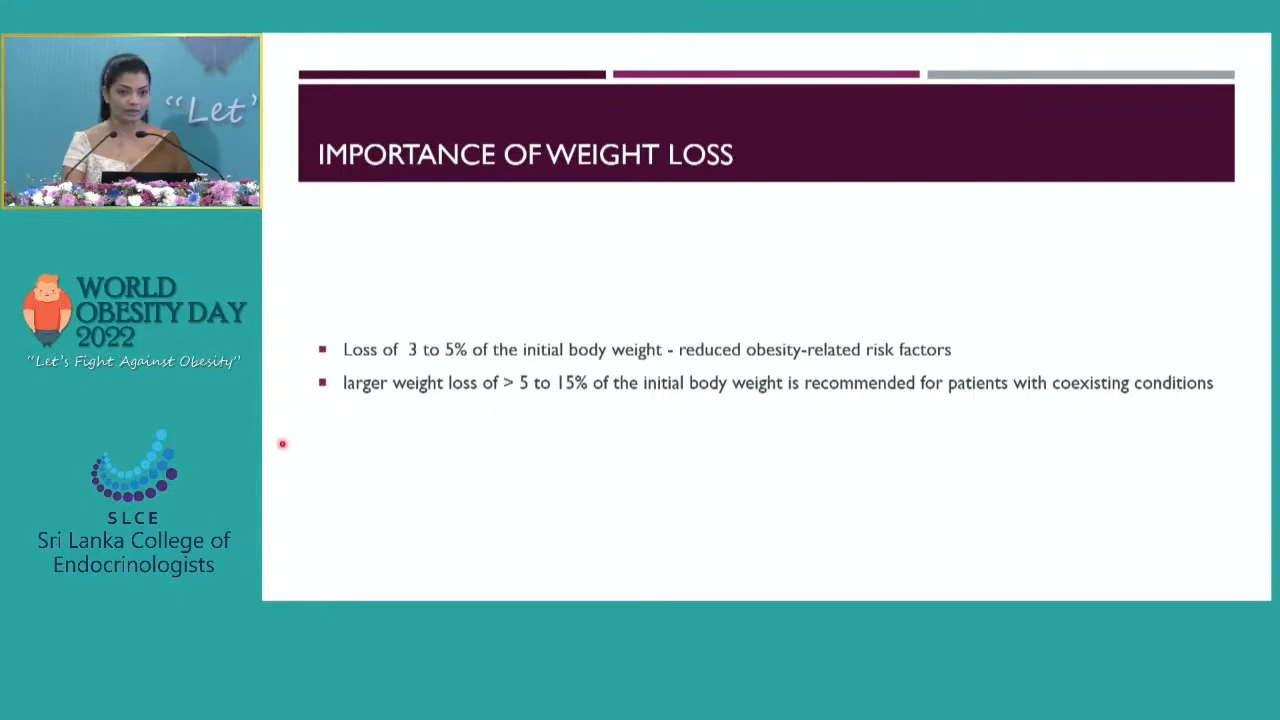 "Let'
IMPORTANCE OF WEIGHT LOSS
WORLD
OBESITY DAY
2022
"Let's Fight Against Obesity"
Loss of 3 to 5% of the initial body weight - reduced obesity-related risk factors
larger weight loss of > 5 to 15% of the initial body weight is recommended for patients with coexisting conditions
SLCE
Sri Lanka College of
Endocrinologists